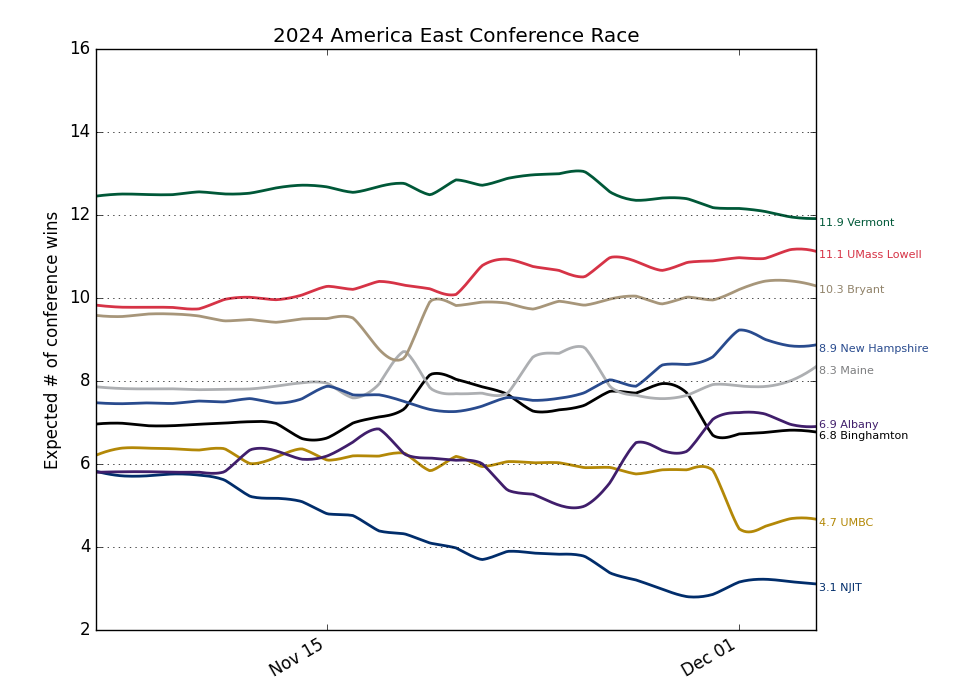 2024 America East Conference Race
Expected # of conference wins
16
14
12
10
8
6
4
2
Nov 15
Dec 01
11.9 Vermont
11.1 UMass Lowell
10.3 Bryant
8.9 New Hampshire
8.3 Maine
6.9 Albany
6.8 Binghamton
4.7 UMBC
3.1 NJIT